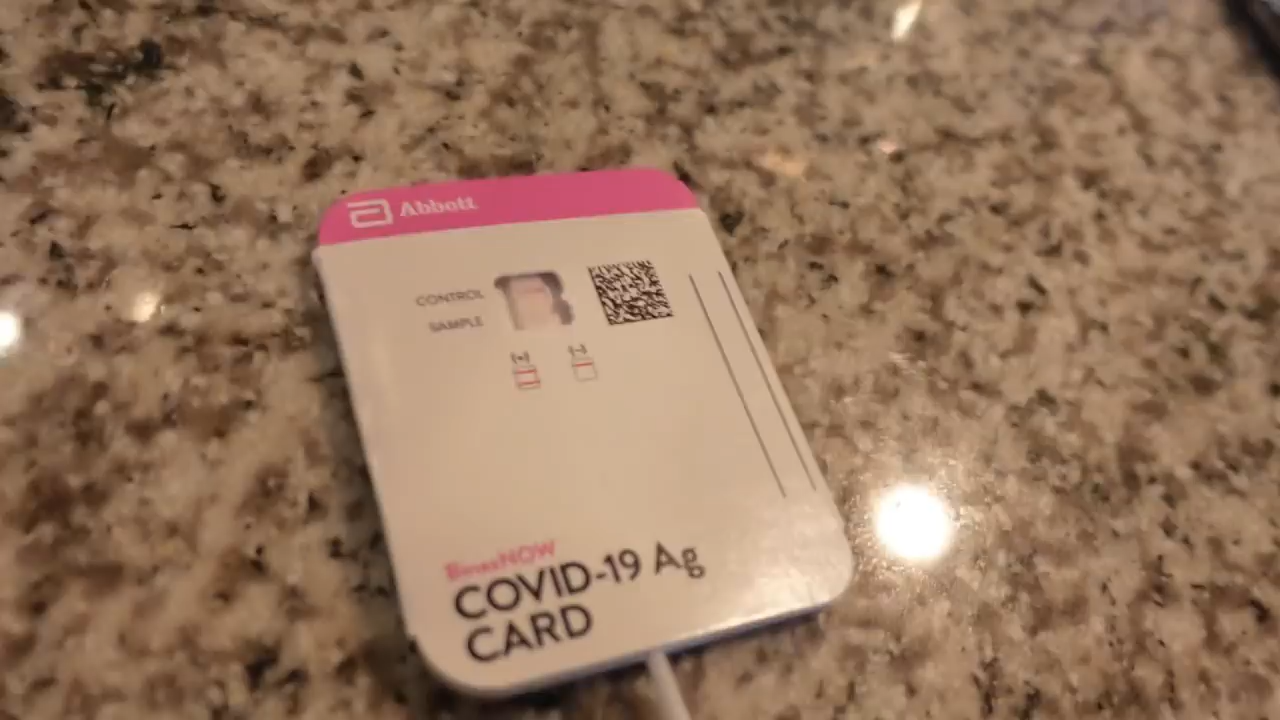 Abbott
CONTROL
SAMPLE
BinaxNOW
COVID-19 Ag
CARD